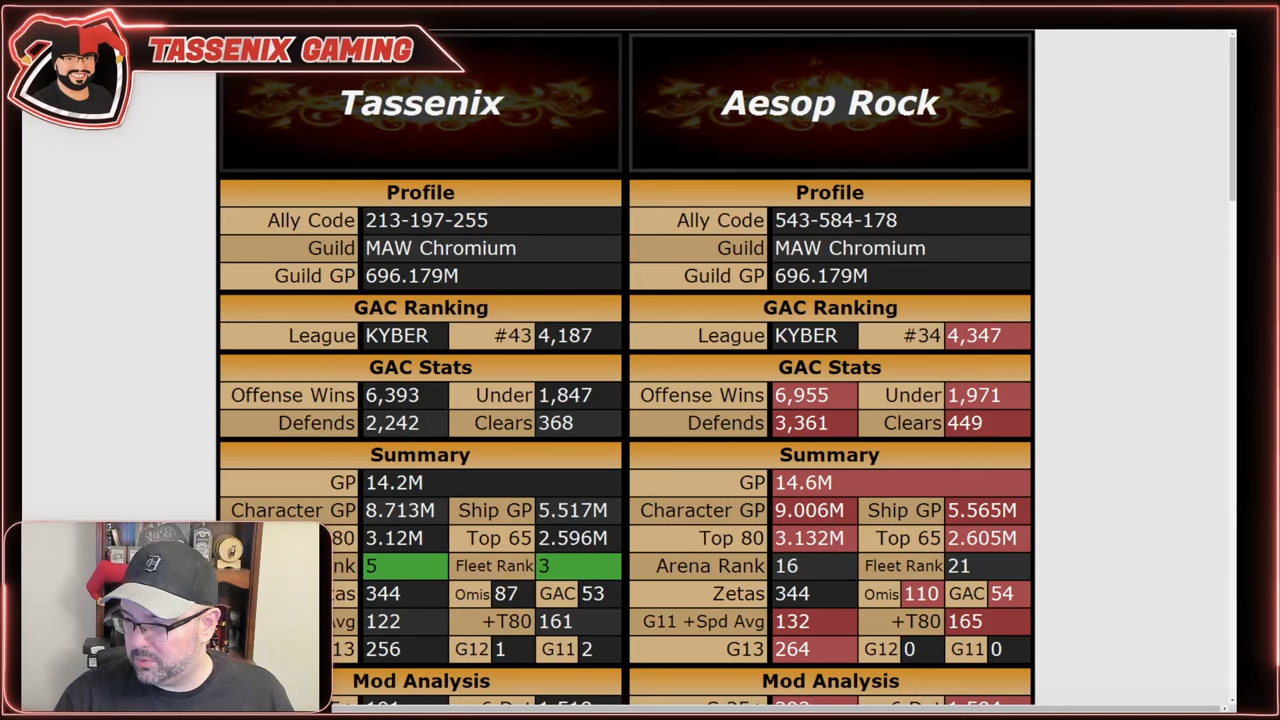 TASSENIX GAMING
Tassenix
Profile
Ally Code 213-197-255
Guild MAW Chromium
Guild GP 696.179M
GAC Ranking
League KYBER #43 4,187
GAC Stats
Offense Wins 6,393 Under 1,847
Defends 2,242 Clears 368
Summary
GP 14.2M
Character GP 8.713M Ship GP 5.517M
80 3.12M Top 65 2.596M
nk 5 Fleet Rank 3
tas 344 Omis 87 GAC 53
Avg 122 +T80 161
13 256 G12 1 G11 2
Mod Analysis
Aesop Rock
Profile
Ally Code 543-584-178
Guild MAW Chromium
Guild GP 696.179M
GAC Ranking
League KYBER #34 4,347
GAC Stats
Offense Wins 6,955 Under 1,971
Defends 3,361 Clears 449
Summary
GP 14.6M
Character GP 9.006M Ship GP 5.565M
Top 80 3.132M Top 65 2.605M
Arena Rank 16 Fleet Rank 21
Zetas 344 Omis 110 GAC 54
G11 +Spd Avg 132 +T80 165
G13 264 G12 0 G11 0
Mod Analysis